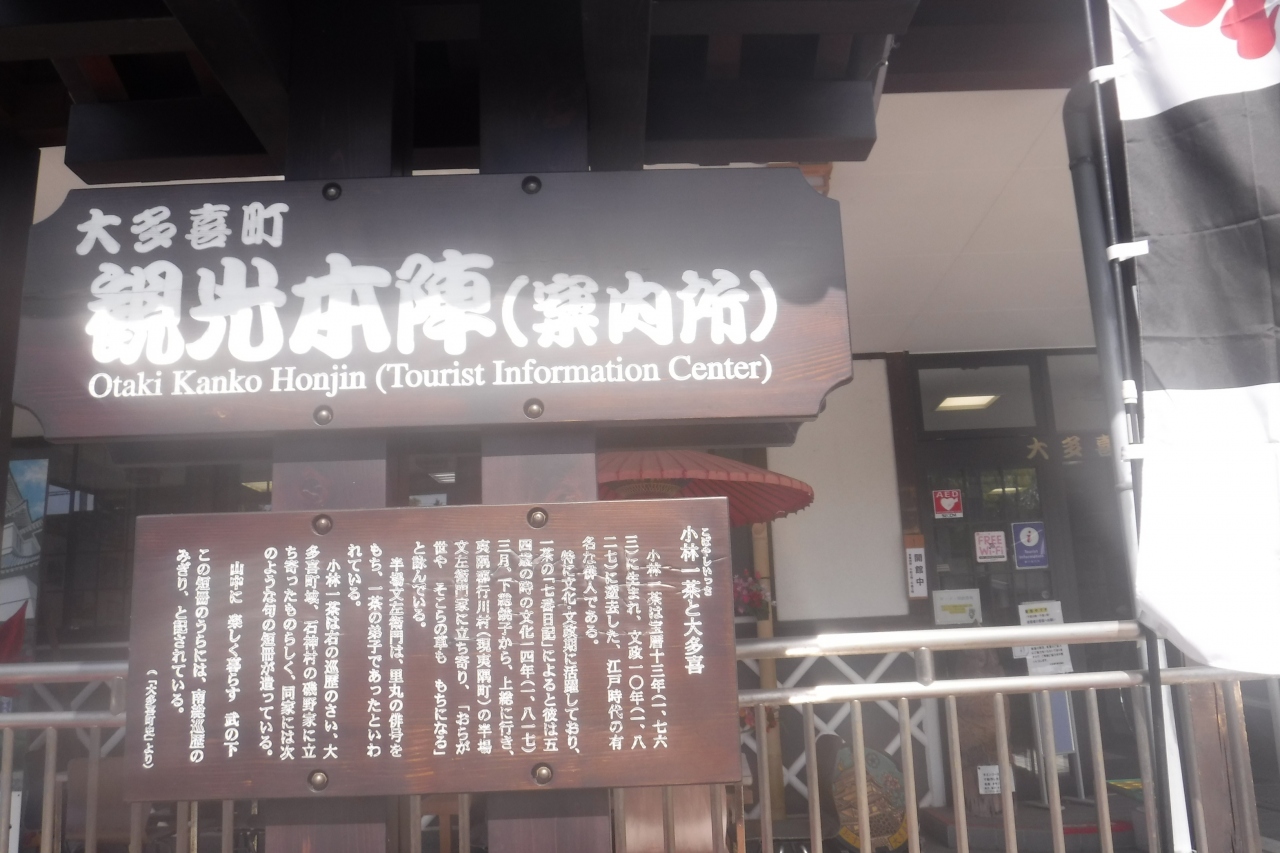 大多喜町
観光本陣(案内所)
Otaki Kanko Honjin (Tourist Information Center)
こばやしいっさ
小林一茶と大多喜
小林一茶は宝暦十三年(一、七六
三)に生まれ、文政一〇年(一、八
二七)に逝去した、江戸時代の有
名な俳人である。
特に文化・文政期に活躍しており、
一茶の「七番日記」によると彼は五
四歳の時の文化一四年(一、八一七)
三月、下総銚子から、上総に行き、
夷隅郡行川村(現夷隅町)の半場
文左衛門家に立ち寄り、「おらが
世や そこらの草も もちになる」
と詠んでいる。
半場文左衛門は、里丸の俳号を
もち、一茶の弟子であったといわ
れている。
小林一茶は右の巡歴のさい、大
多喜町城、石神村の磯野家に立
ち寄ったものらしく、同家には次
のような句の短冊が遺っている。
山寺に 楽しく暮らす 武の下
この短冊のうちには、南総巡歴の
みぎり、と記されている。
(「大多喜町史」より)
大多喜
AED
FREE
Wi-Fi
i
開館中